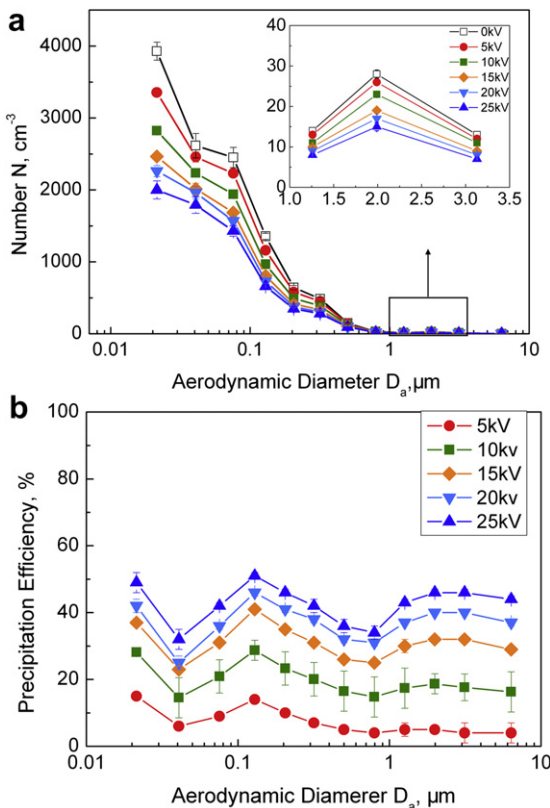 a
Number N, cm-3
4000
3000
2000
1000
0
0.01
0.1
1
10
Aerodynamic Diameter Da,μm
40
30
20
10
0
1.0
1.5
2.0
2.5
3.0
3.5
0kV
5kV
10kV
15kV
20kV
25kV
b
Precipitation Efficiency, %
100
80
60
40
20
0
0.01
0.1
1
10
Aerodynamic Diamerer Da, μm
5kV
10kv
15kV
20kv
25kV